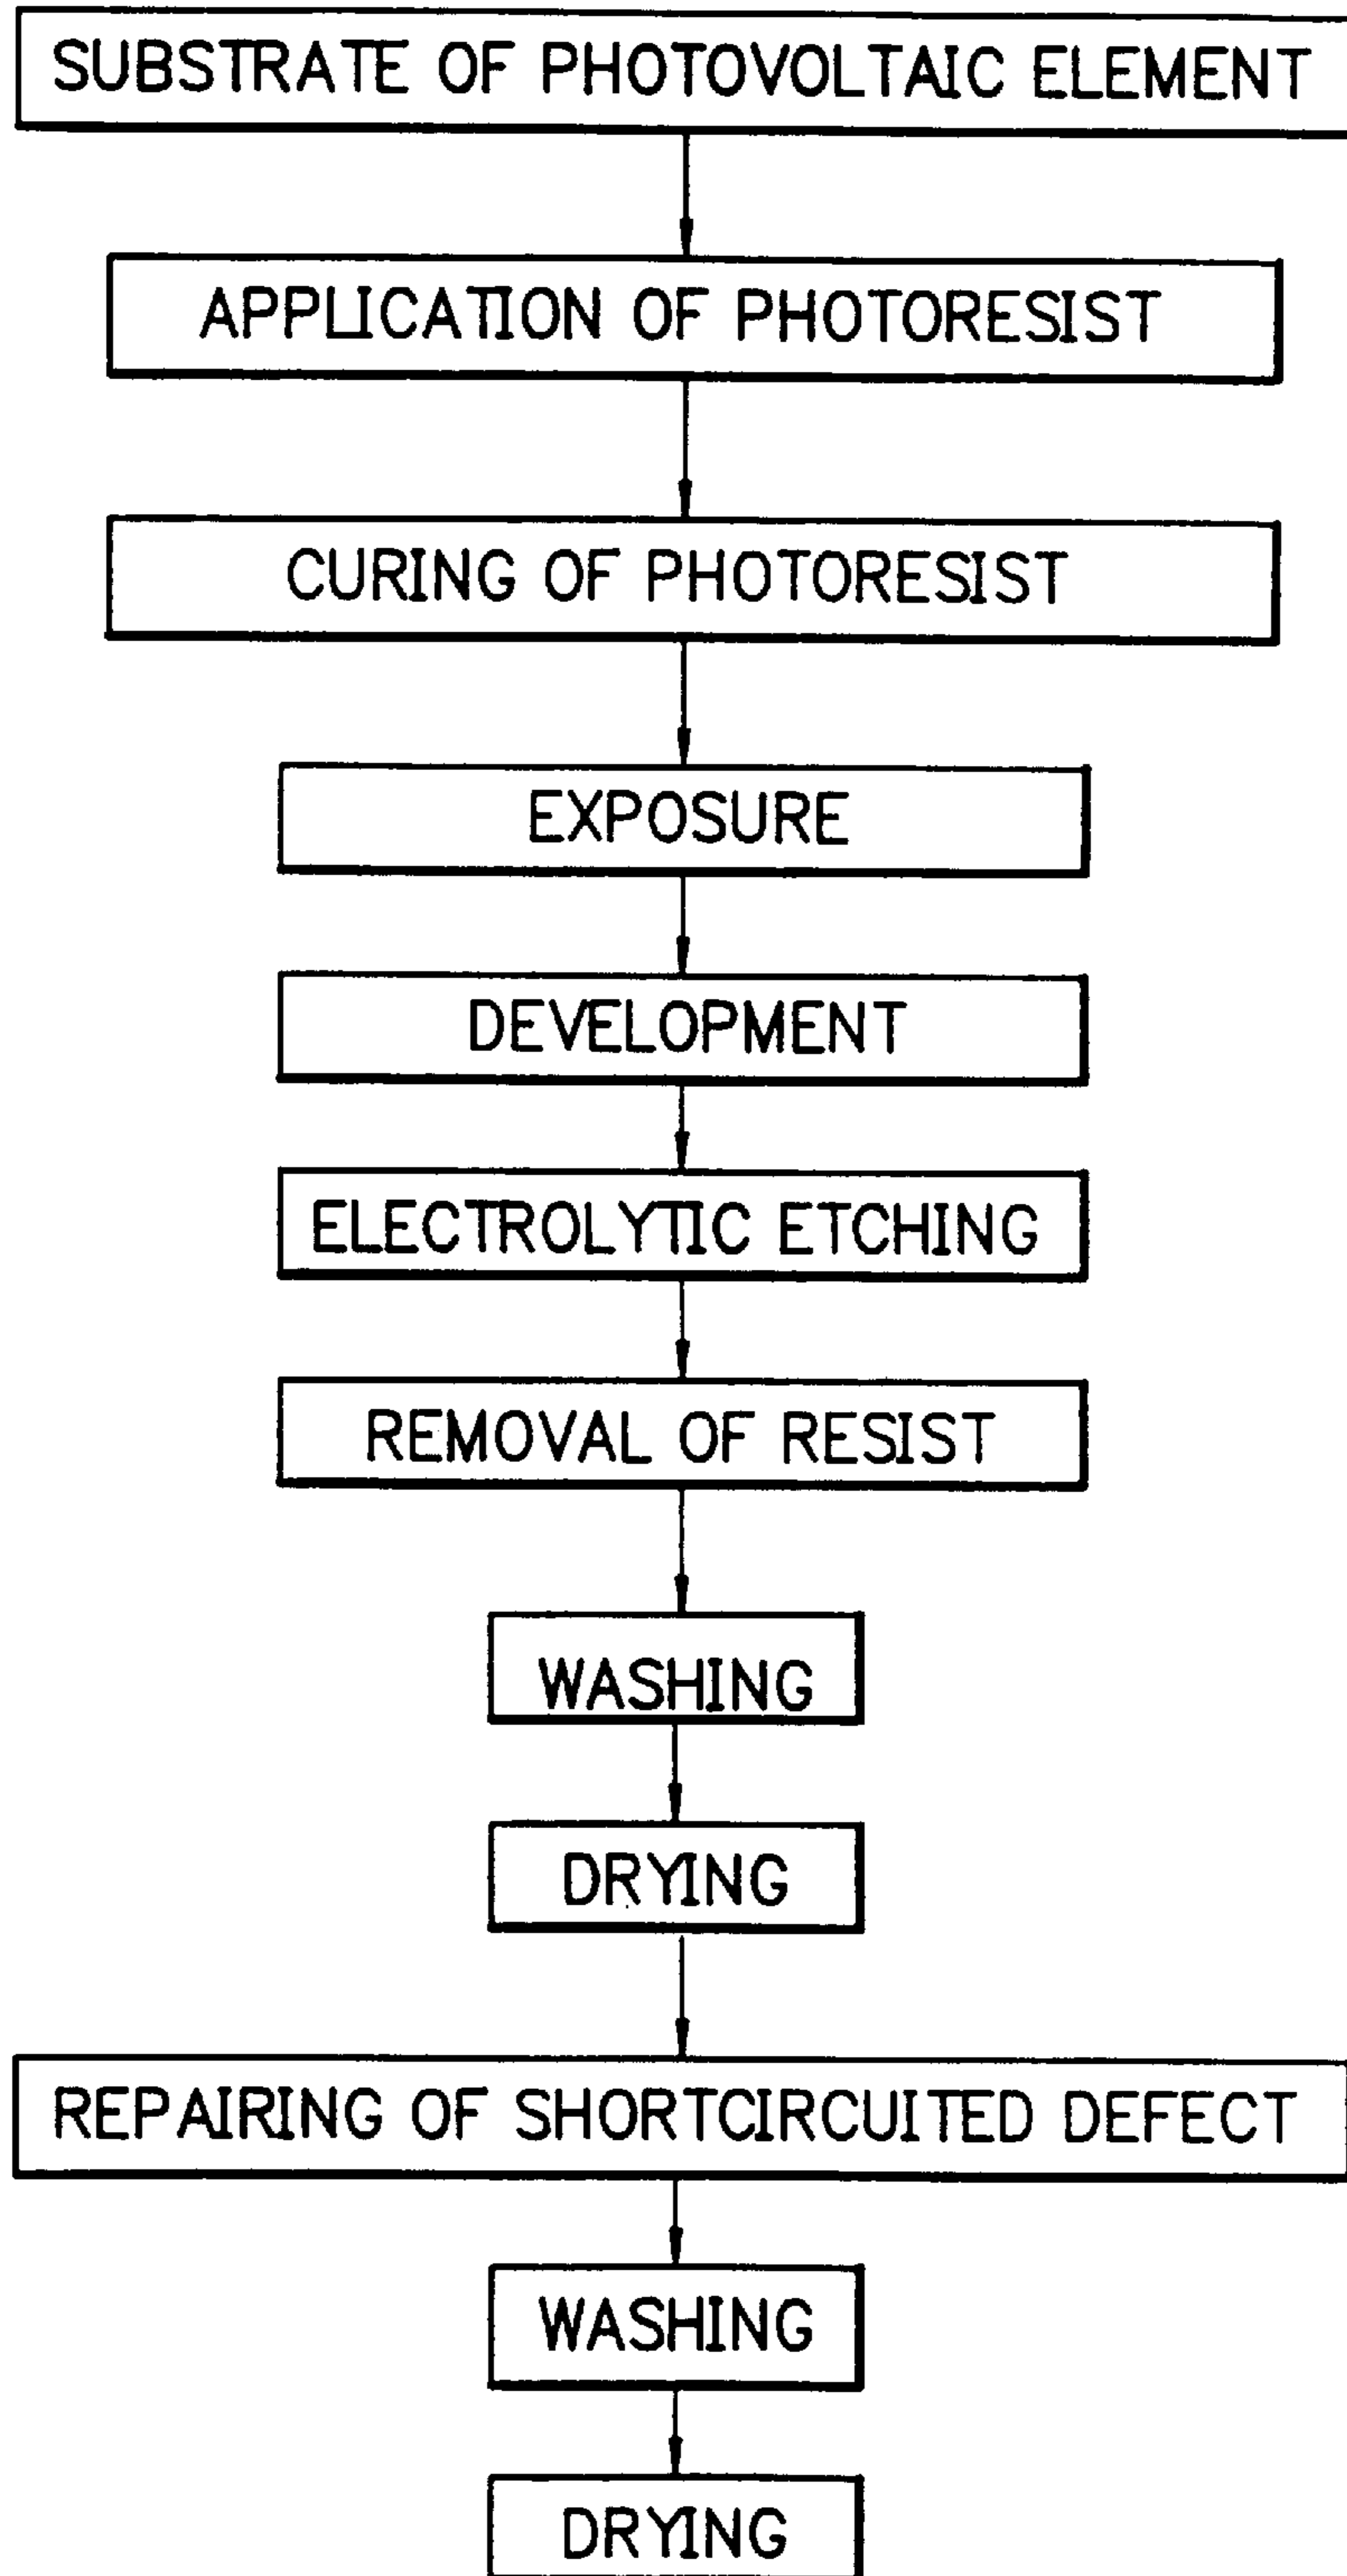 SUBSTRATE OF PHOTOVOLTAIC ELEMENT
APPLICATION OF PHOTORESIST
CURING OF PHOTORESIST
EXPOSURE
DEVELOPMENT
ELECTROLYTIC ETCHING
REMOVAL OF RESIST
WASHING
DRYING
REPAIRING OF SHORTCIRCUITED DEFECT
WASHING
DRYING